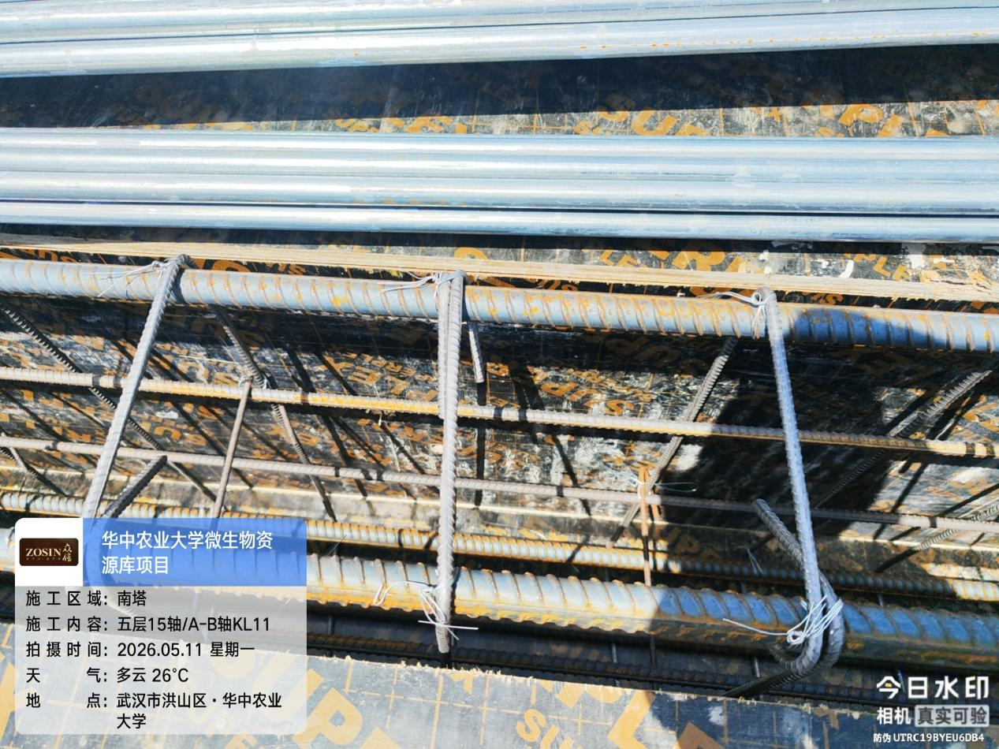 ZOSIN 众信
华中农业大学微生物资
源库项目
施工区域：南塔
施工内容：五层15轴/A-B轴KL11
拍摄时间：2026.05.11 星期一
天气：多云 26℃
地点：武汉市洪山区·华中农业
大学
今日水印
相机 真实可验
防伪 UTRC19BYEU6DB4